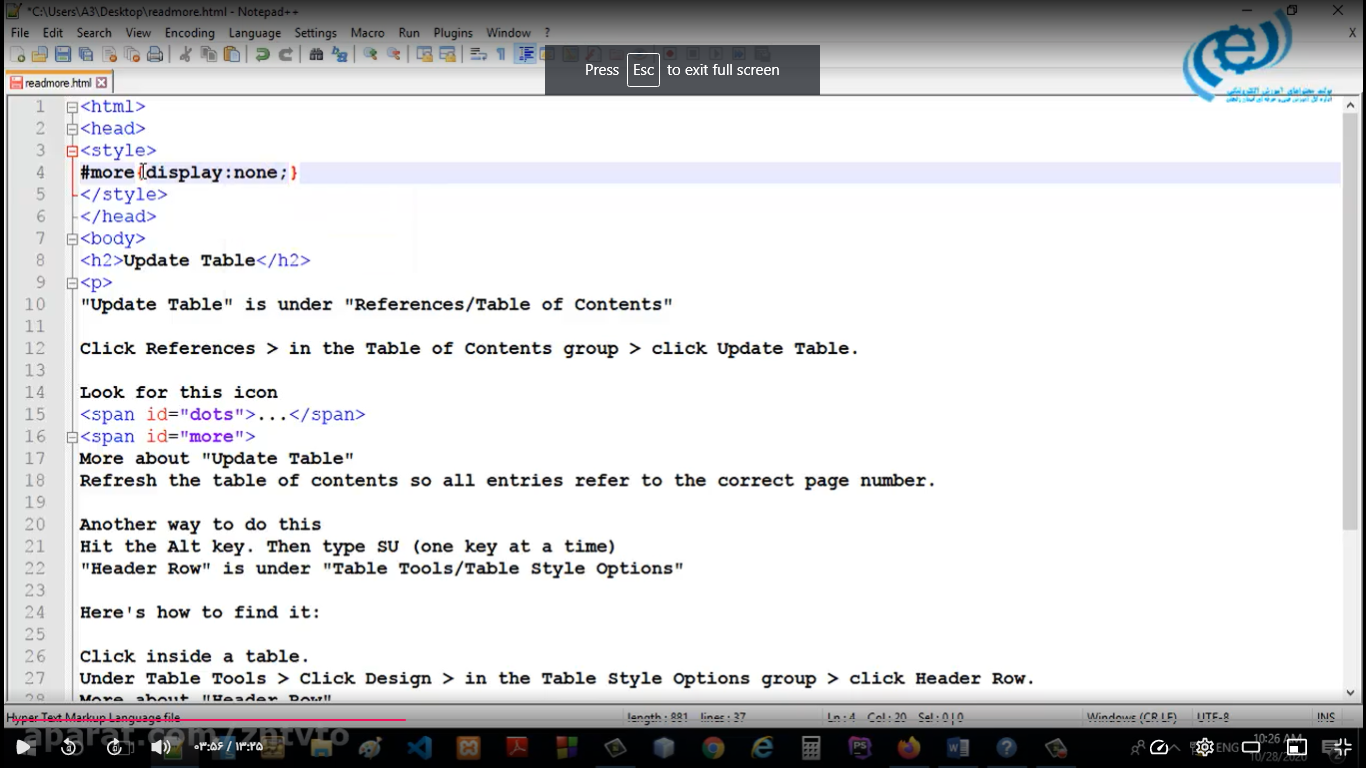 *C:\Users\A3\Desktop\readmore.html - Notepad++
File Edit Search View Encoding Language Settings Macro Run Plugins Window ? X
Press Esc to exit full screen
readmore.html
1 <html>
2 <head>
3 <style>
4 #more{display:none;}
5 </style>
6 </head>
7 <body>
8 <h2>Update Table</h2>
9 <p>
10 "Update Table" is under "References/Table of Contents"
11
12 Click References > in the Table of Contents group > click Update Table.
13
14 Look for this icon
15 <span id="dots">...</span>
16 <span id="more">
17 More about "Update Table"
18 Refresh the table of contents so all entries refer to the correct page number.
19
20 Another way to do this
21 Hit the Alt key. Then type SU (one key at a time)
22 "Header Row" is under "Table Tools/Table Style Options"
23
24 Here's how to find it:
25
26 Click inside a table.
27 Under Table Tools > Click Design > in the Table Style Options group > click Header Row.
28 More about "Header Row"
Hyper Text Markup Language file length : 881 lines : 37 Ln : 4 Col : 20 Sel : 0 | 0 Windows (CR LF) UTF-8 INS
aparat.com/zntvto
۰۳:۵۶ / ۱۳:۲۵
ENG 10:26 AM
10/28/2020